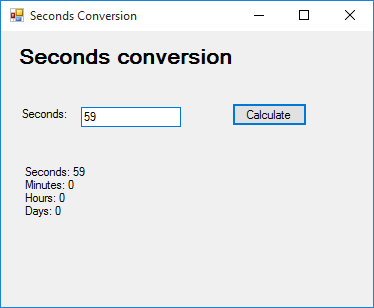 Seconds Conversion
Seconds conversion
Seconds: 59 Calculate
Seconds: 59
Minutes: 0
Hours: 0
Days: 0